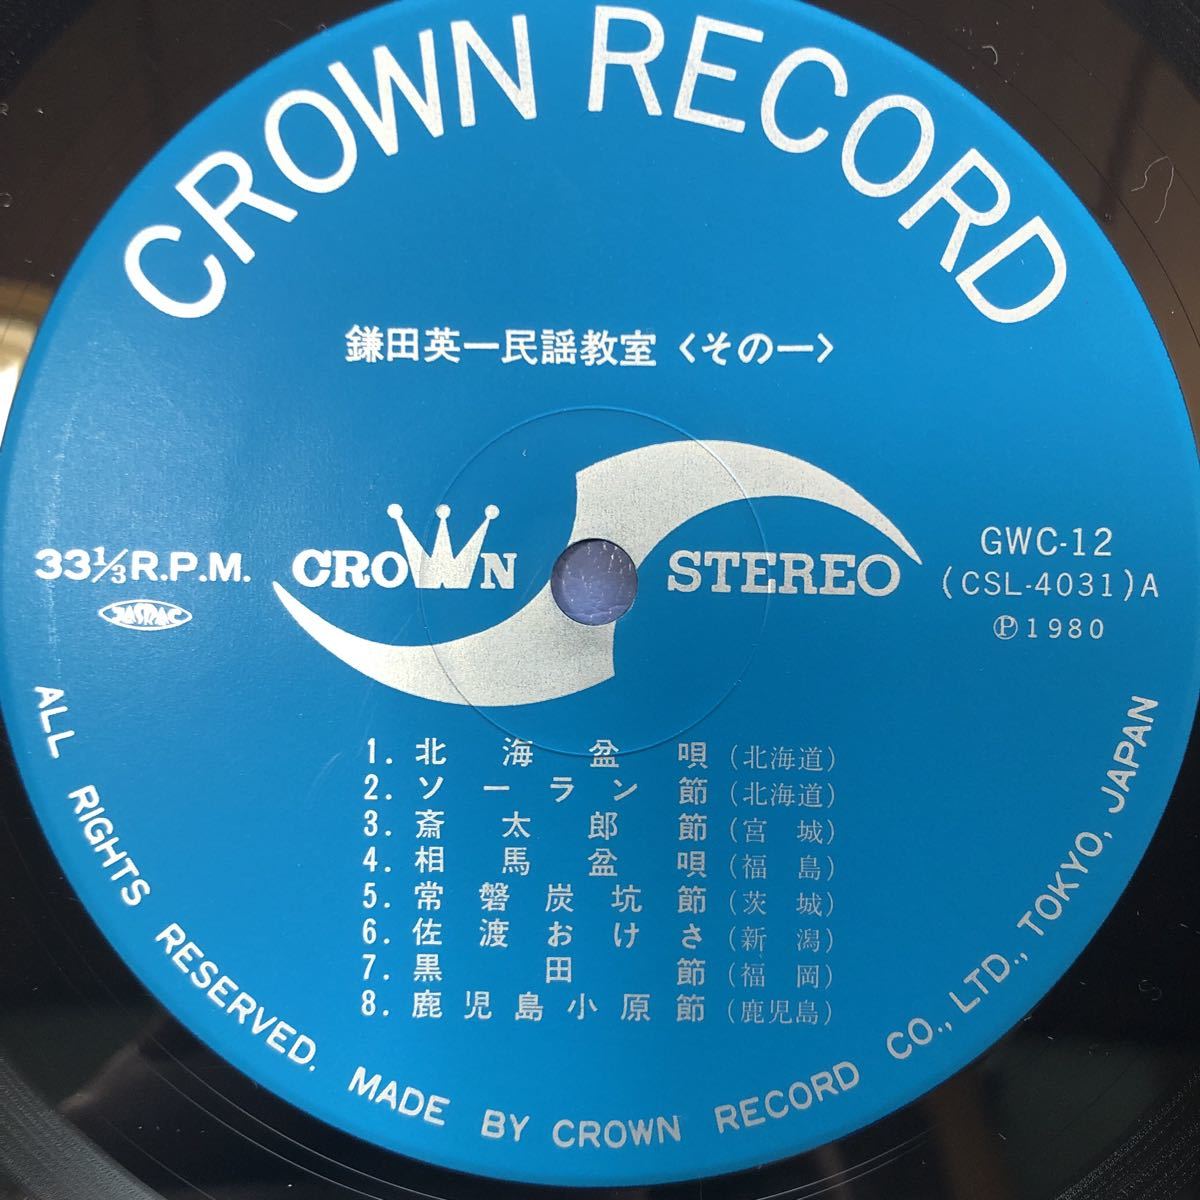 CROWN RECORD
鎌田英一民謡教室〈その一〉
33⅓ R.P.M.
JASRAC
CROWN STEREO
GWC-12
(CSL-4031)A
Ⓟ1980
1. 北海盆唄(北海道)
2. ソーラン節(北海道)
3. 斎太郎節(宮城)
4. 相馬盆唄(福島)
5. 常磐炭坑節(茨城)
6. 佐渡おけさ(新潟)
7. 黒田節(福岡)
8. 鹿児島小原節(鹿児島)
ALL RIGHTS RESERVED. MADE BY CROWN RECORD CO., LTD., TOKYO, JAPAN